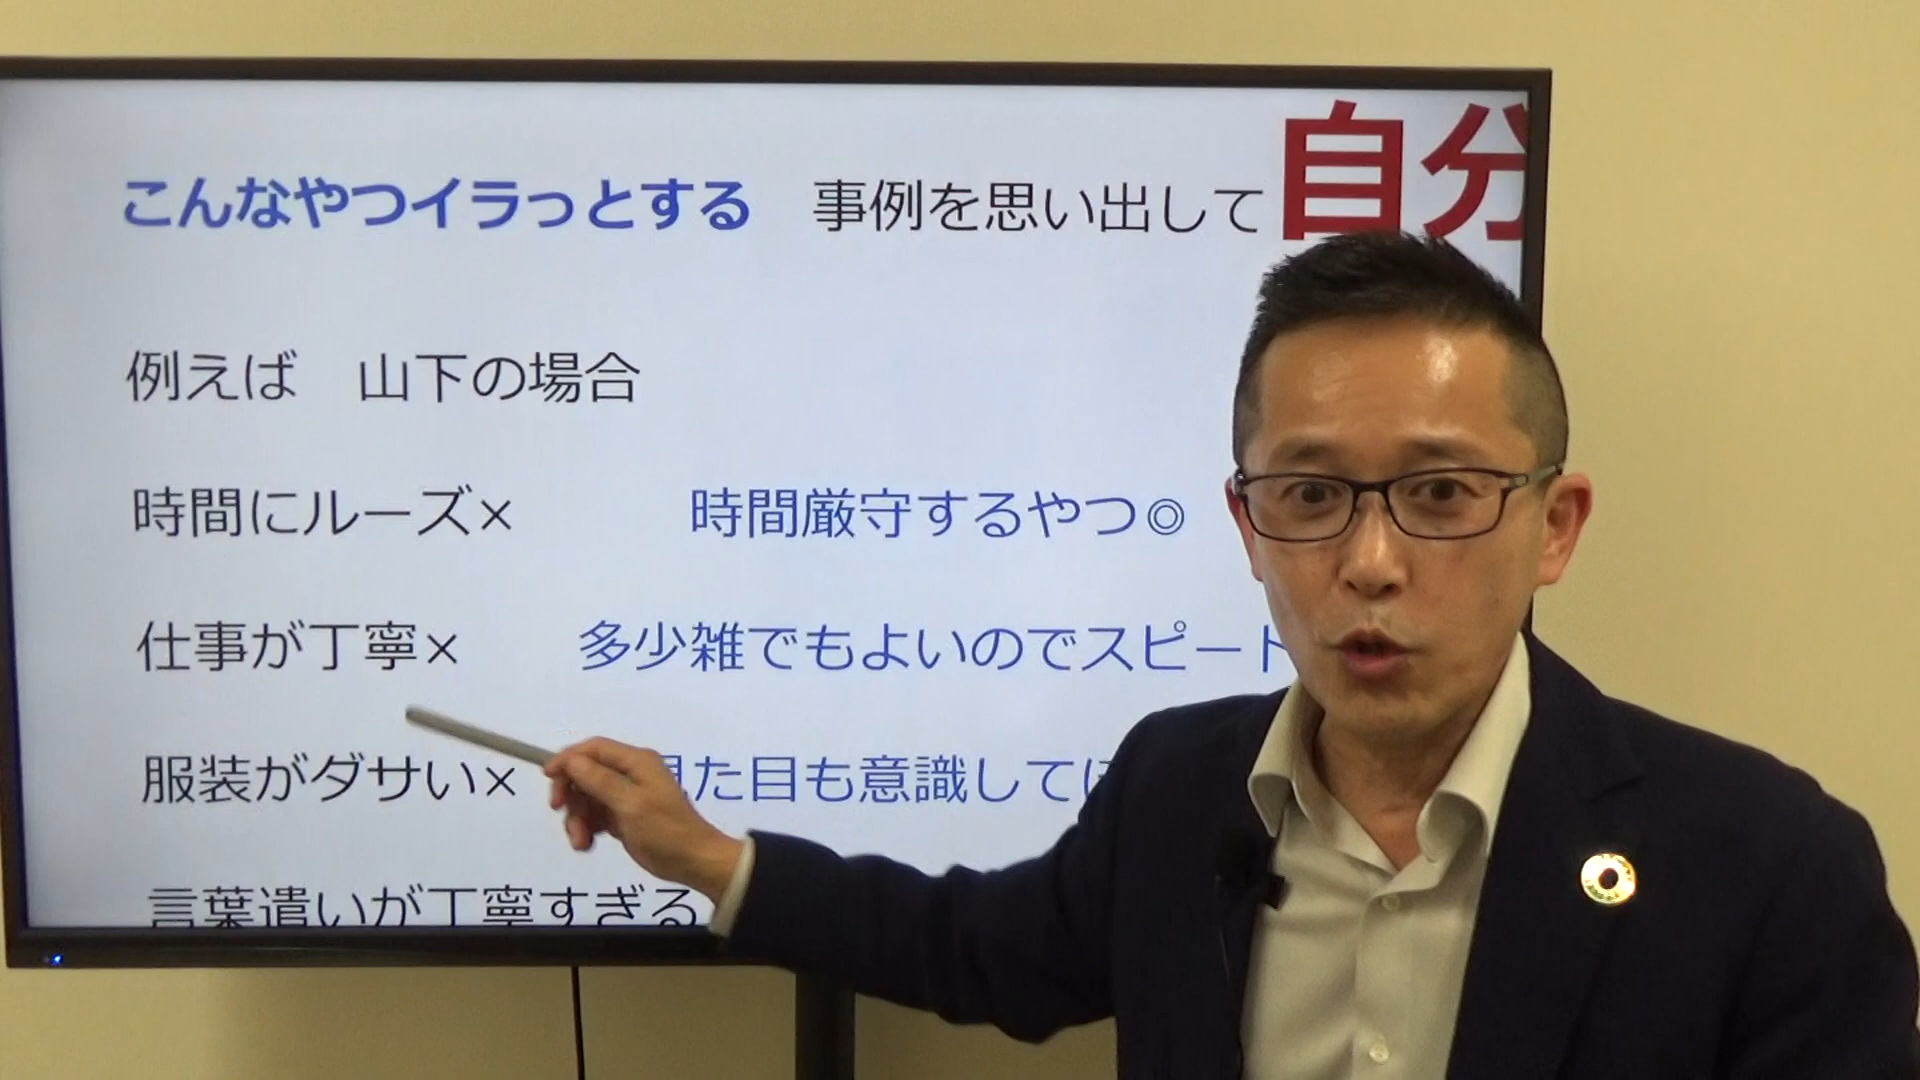 こんなやつイラっとする　事例を思い出して自分
例えば　山下の場合
時間にルーズ×　時間厳守するやつ◎
仕事が丁寧×　多少雑でもよいのでスピード
服装がダサい×　見た目も意識してほ
言葉遣いが丁寧すぎる